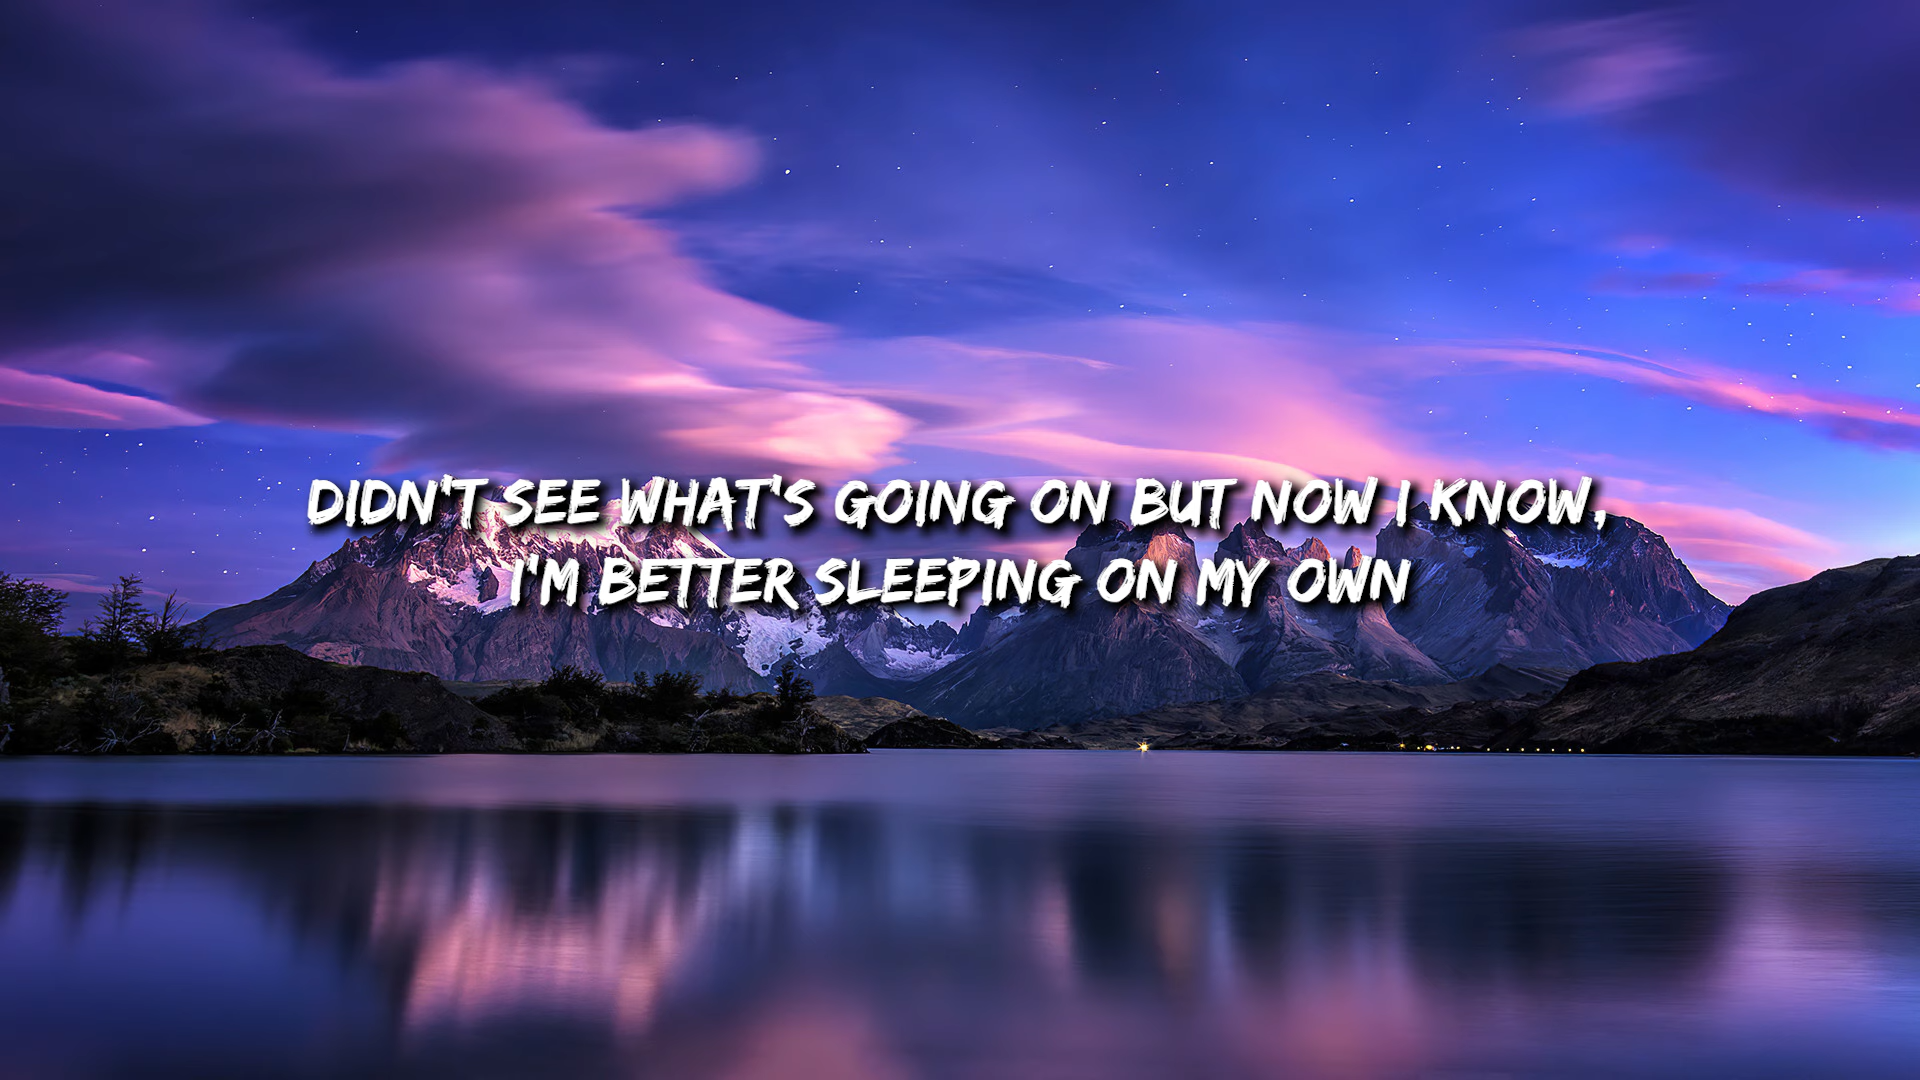 DIDN'T SEE WHAT'S GOING ON BUT NOW I KNOW,
I'M BETTER SLEEPING ON MY OWN